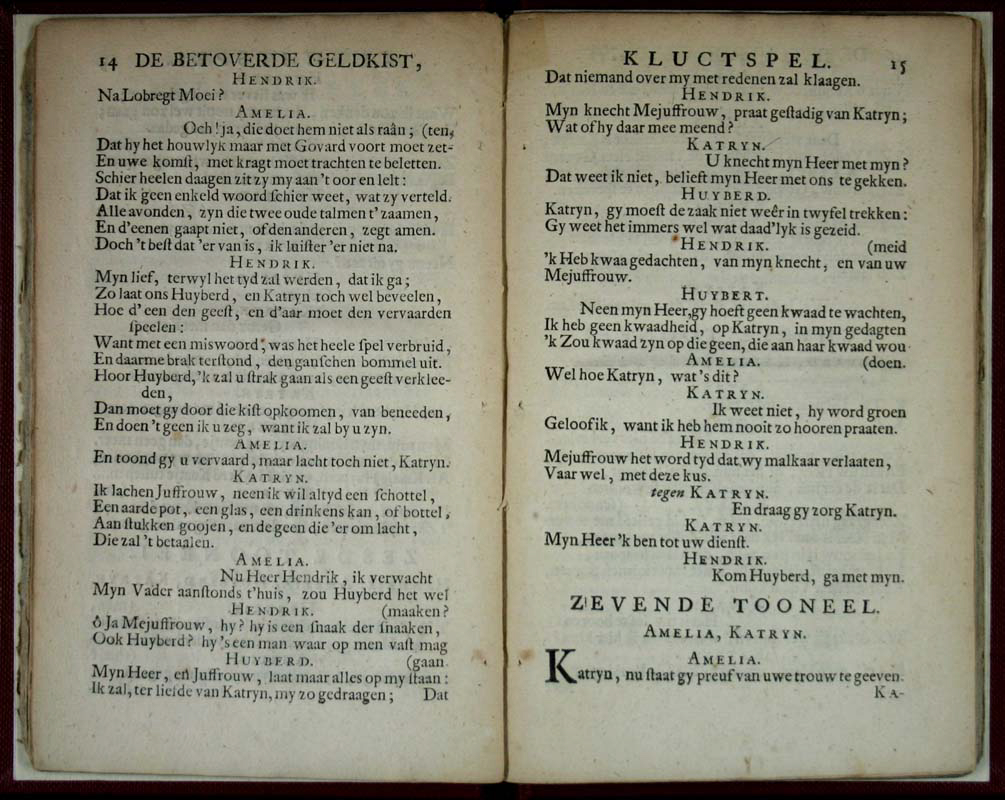 14 DE BETOVERDE GELDKIST,
HENDRIK.
Na Lobregt Moei?
AMELIA.
Och! ja, die doet hem niet als raân; (ten,
Dat hy het houwlyk maar met Govard voort moet zet-
En uwe komſt, met kragt moet trachten te beletten.
Schier heelen daagen zit zy my aan 't oor en lelt:
Dat ik geen enkeld woord ſchier weet, wat zy verteld.
Alle avonden, zyn die twee oude talmen t' zaamen,
En d'eenen gaapt niet, of den anderen, zegt amen.
Doch 't beſt dat 'er van is, ik luiſter 'er niet na.
HENDRIK.
Myn lief, terwyl het tyd zal werden, dat ik ga;
Zo laat ons Huyberd, en Katryn toch wel beveelen,
Hoe d' een den geeſt, en d'aar moet den vervaarden
ſpeelen:
Want met een miswoord, was het heele ſpel verbruid,
En daarme brak terſtond, den ganſchen bommel uit.
Hoor Huyberd, 'k zal u ſtrak gaan als een geeſt verklee-
den,
Dan moet gy door die kiſt opkoomen, van beneeden,
En doen 't geen ik u zeg, want ik zal by u zyn.
AMELIA.
En toond gy u vervaard, maar lacht toch niet, Katryn.
KATRYN.
Ik lachen Juffrouw, neen ik wil altyd een ſchottel,
Een aarde pot, een glas, een drinkens kan, of bottel,
Aan ſtukken goojen, en de geen die 'er om lacht,
Die zal 't betaalen.
AMELIA.
Nu Heer Hendrik, ik verwacht
Myn Vader aanſtonds t'huis, zou Huyberd het wel
HENDRIK. (maaken?
ô Ja Mejuffrouw, hy? hy is een ſnaak der ſnaaken,
Ook Huyberd? hy 's een man waar op men vaſt mag
HUYBERD. (gaan.
Myn Heer, en Juffrouw, laat maar alles op my ſtaan:
Ik zal, ter liefde van Katryn, my zo gedraagen; Dat
KLUCTSPEL. 15
Dat niemand over my met redenen zal klaagen.
HENDRIK.
Myn knecht Mejuffrouw, praat geſtadig van Katryn;
Wat of hy daar mee meend?
KATRYN.
U knecht myn Heer met myn?
Dat weet ik niet, belieft myn Heer met ons te gekken.
HUYBERD.
Katryn, gy moeſt de zaak niet weêr in twyfel trekken:
Gy weet het immers wel wat daad'lyk is gezeid.
HENDRIK. (meid
'k Heb kwaa gedachten, van myn knecht, en van uw
Mejuffrouw.
HUYBERT.
Neen myn Heer, gy hoeft geen kwaad te wachten,
Ik heb geen kwaadheid, op Katryn, in myn gedagten
'k Zou kwaad zyn op die geen, die aan haar kwaad wou
AMELIA. (doen.
Wel hoe Katryn, wat 's dit?
KATRYN.
Ik weet niet, hy word groen
Geloof ik, want ik heb hem nooit zo hooren praaten.
HENDRIK.
Mejuffrouw het word tyd dat wy malkaar verlaaten,
Vaar wel, met deze kus.
tegen KATRYN.
En draag gy zorg Katryn.
KATRYN.
Myn Heer 'k ben tot uw dienſt.
HENDRIK.
Kom Huyberd, ga met myn.
ZEVENDE TOONEEL.
AMELIA, KATRYN.
AMELIA.
Katryn, nu ſtaat gy preuf van uwe trouw te geeven.
KA-